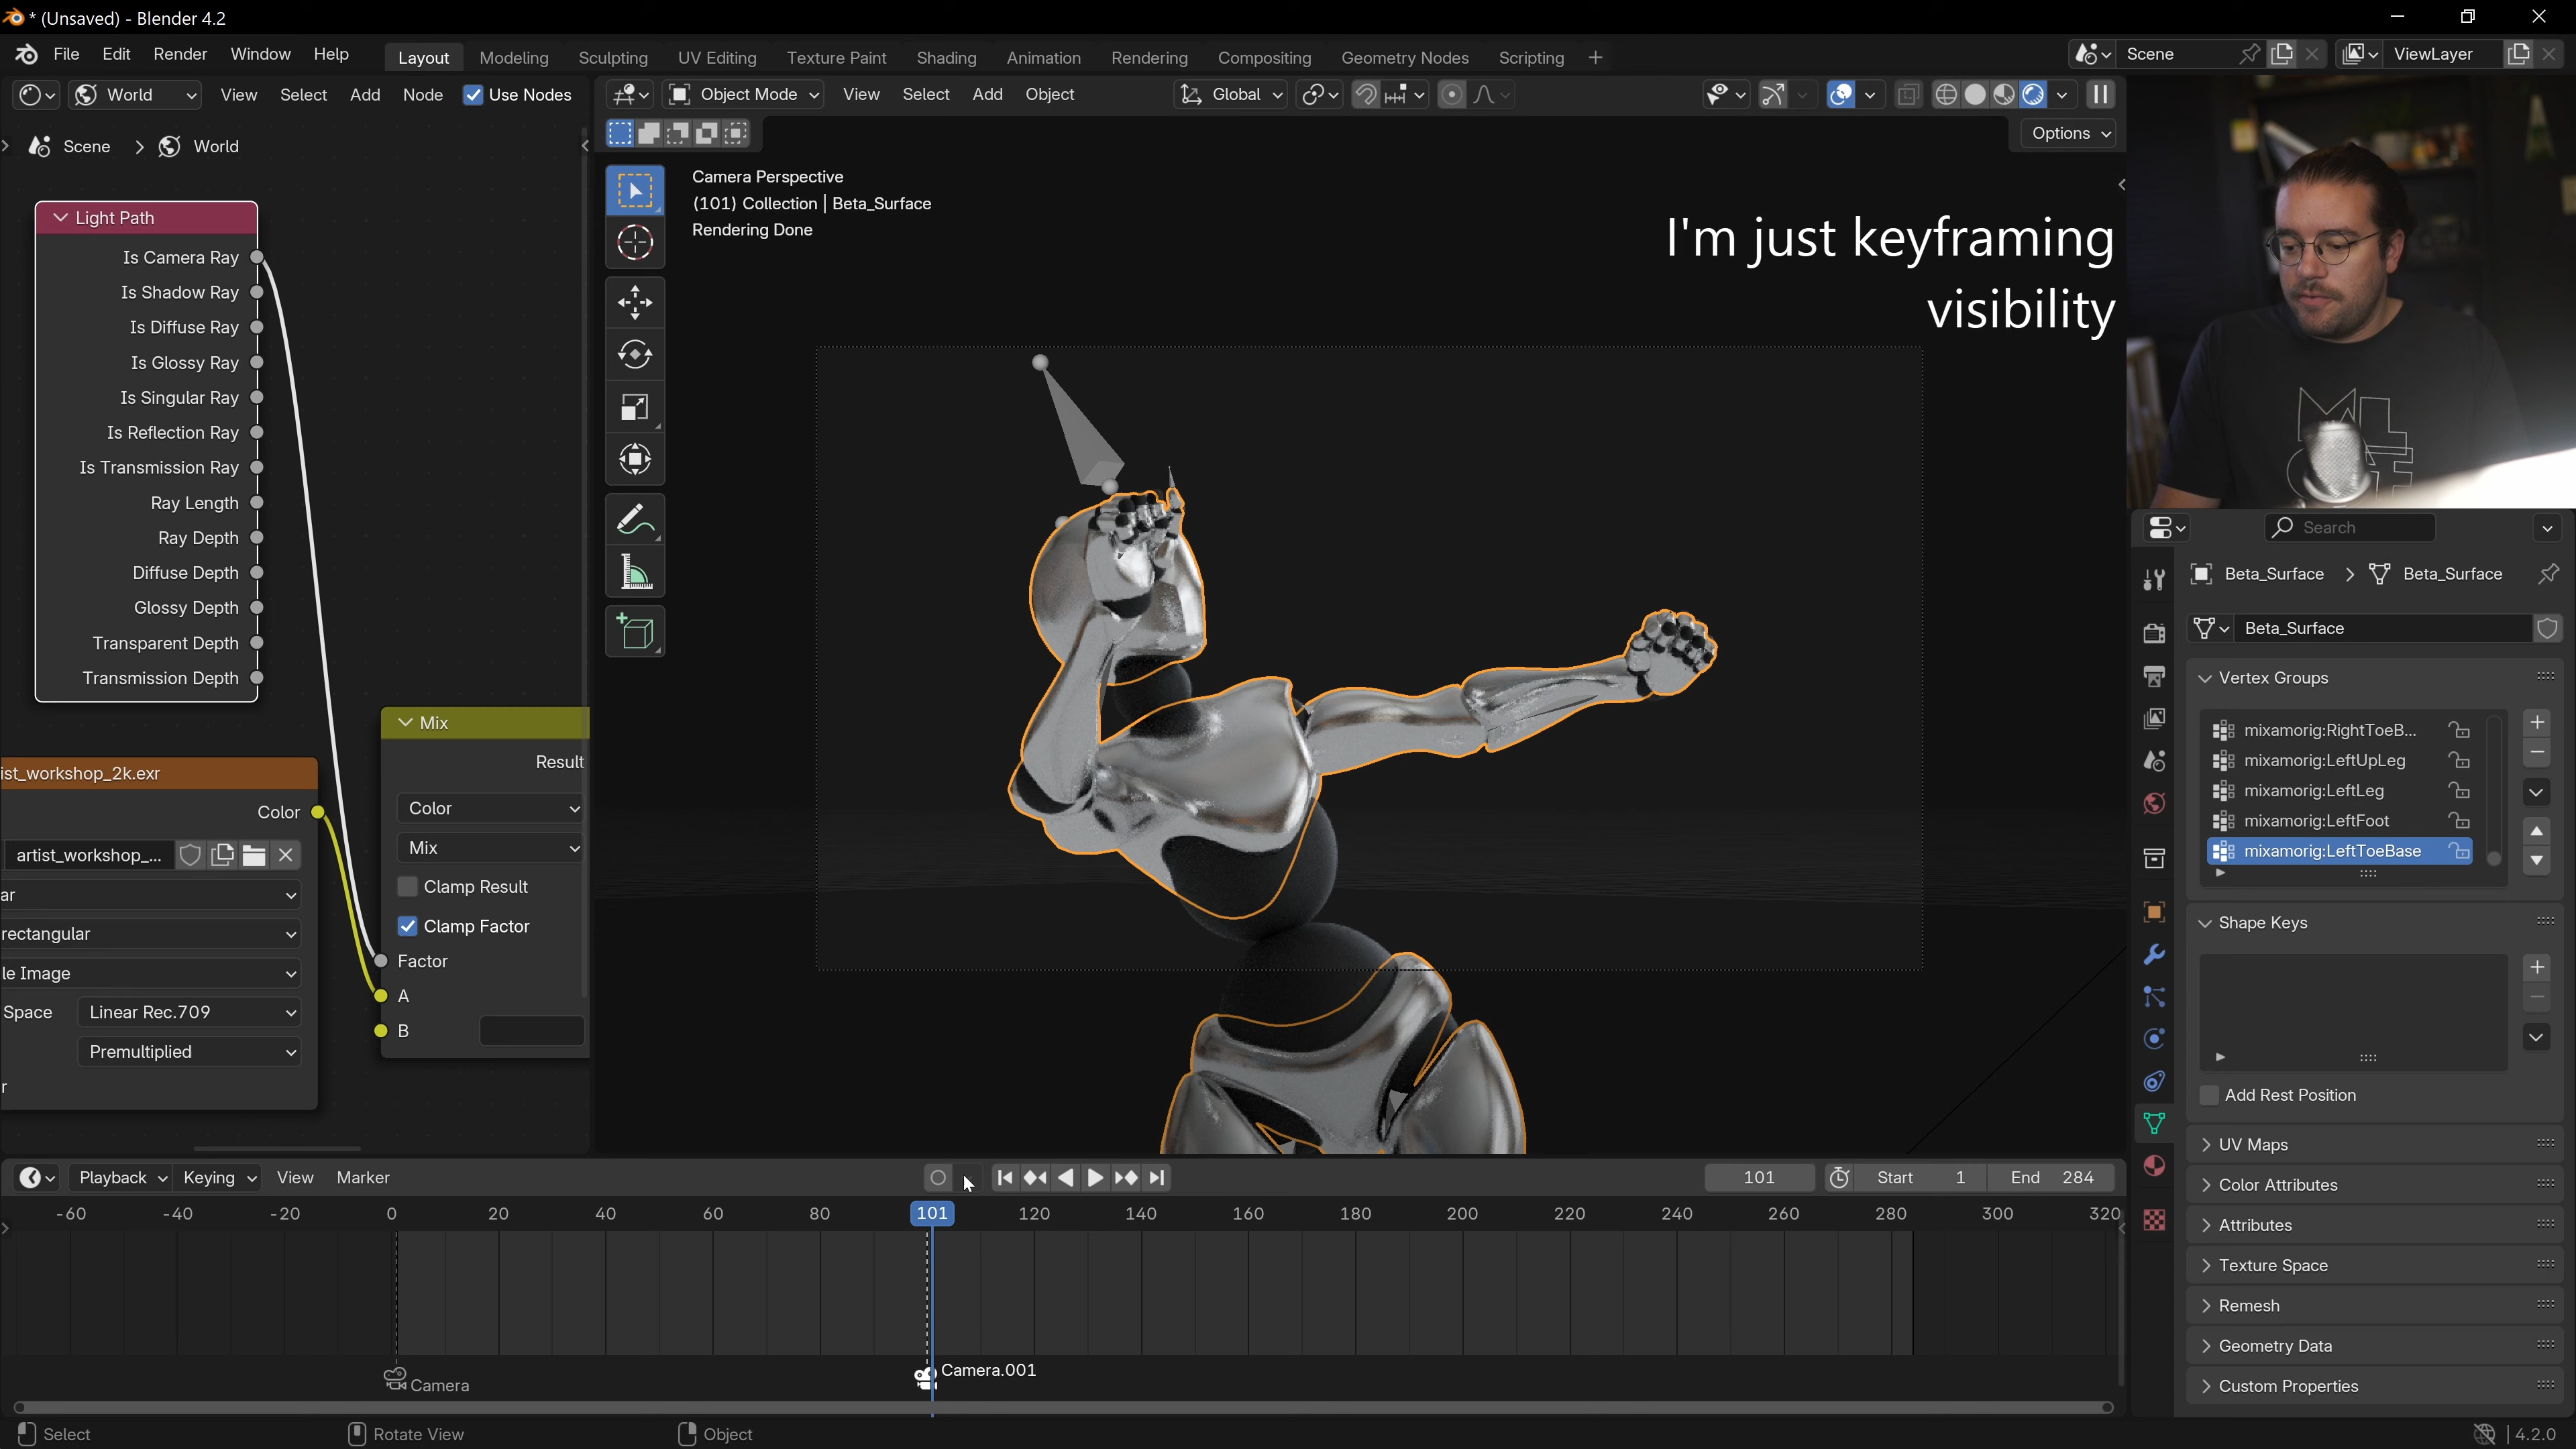 * (Unsaved) - Blender 4.2
File Edit Render Window Help
Layout Modeling Sculpting UV Editing Texture Paint Shading Animation Rendering Compositing Geometry Nodes Scripting
Scene
ViewLayer
World View Select Add Node Use Nodes
Object Mode View Select Add Object
Global
Options
Scene > World
Light Path
Is Camera Ray
Is Shadow Ray
Is Diffuse Ray
Is Glossy Ray
Is Singular Ray
Is Reflection Ray
Is Transmission Ray
Ray Length
Ray Depth
Diffuse Depth
Glossy Depth
Transparent Depth
Transmission Depth
ist_workshop_2k.exr
Color
artist_workshop_...
ar
rectangular
le Image
Space Linear Rec.709
Premultiplied
r
Mix
Result
Color
Mix
Clamp Result
Clamp Factor
Factor
A
B
Camera Perspective
(101) Collection | Beta_Surface
Rendering Done
I'm just keyframing
visibility
Search
Beta_Surface > Beta_Surface
Beta_Surface
Vertex Groups
mixamorig:RightToeB...
mixamorig:LeftUpLeg
mixamorig:LeftLeg
mixamorig:LeftFoot
mixamorig:LeftToeBase
Shape Keys
Add Rest Position
UV Maps
Color Attributes
Attributes
Texture Space
Remesh
Geometry Data
Custom Properties
Playback Keying View Marker
101
Start 1
End 284
-60 -40 -20 0 20 40 60 80 101 120 140 160 180 200 220 240 260 280 300 320
Camera
Camera.001
Select
Rotate View
Object
4.2.0